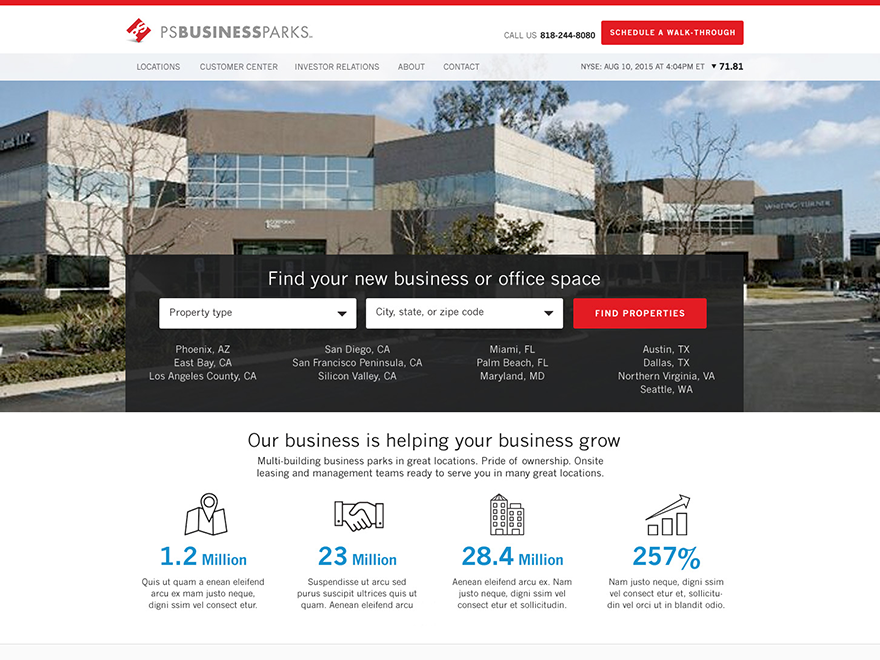 PSBUSINESSPARKS
CALL US 818-244-8080
SCHEDULE A WALK-THROUGH
LOCATIONS
CUSTOMER CENTER
INVESTOR RELATIONS
ABOUT
CONTACT
NYSE: AUG 10, 2015 AT 4:04PM ET ▼ 71.81
WHITING-TURNER
Find your new business or office space
Property type
City, state, or zipe code
FIND PROPERTIES
Phoenix, AZ
East Bay, CA
Los Angeles County, CA
San Diego, CA
San Francisco Peninsula, CA
Silicon Valley, CA
Miami, FL
Palm Beach, FL
Maryland, MD
Austin, TX
Dallas, TX
Northern Virginia, VA
Seattle, WA
Our business is helping your business grow
Multi-building business parks in great locations. Pride of ownership. Onsite
leasing and management teams ready to serve you in many great locations.
1.2 Million
Quis ut quam a enean eleifend
arcu ex mam justo neque,
digni ssim vel consect etur.
23 Million
Suspendisse ut arcu sed
purus suscipit ultrices quis ut
quam. Aenean eleifend arcu
28.4 Million
Aenean eleifend arcu ex. Nam
justo neque, digni ssim vel
consect etur et sollicitudin.
257%
Nam justo neque, digni ssim
vel consect etur et, sollicitu-
din vel orci ut in blandit odio.